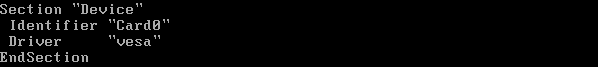 Section "Device"
 Identifier "Card0"
 Driver     "vesa"
EndSection